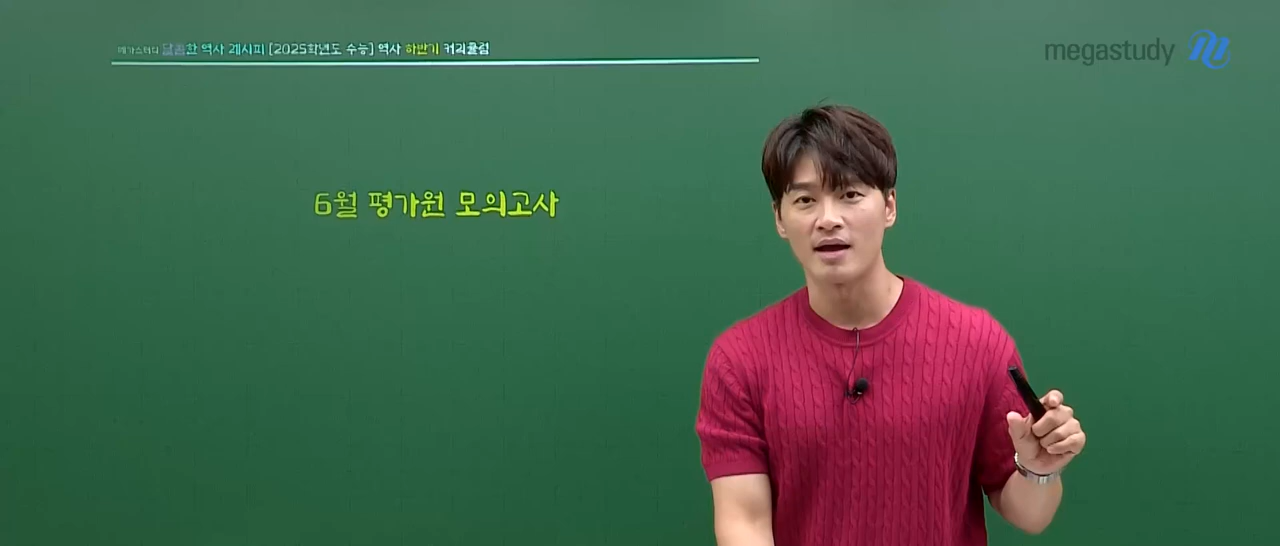 메가스터디 달콤한 역사 레시피 [2025학년도 수능] 역사 하반기 커리큘럼
megastudy
6월 평가원 모의고사